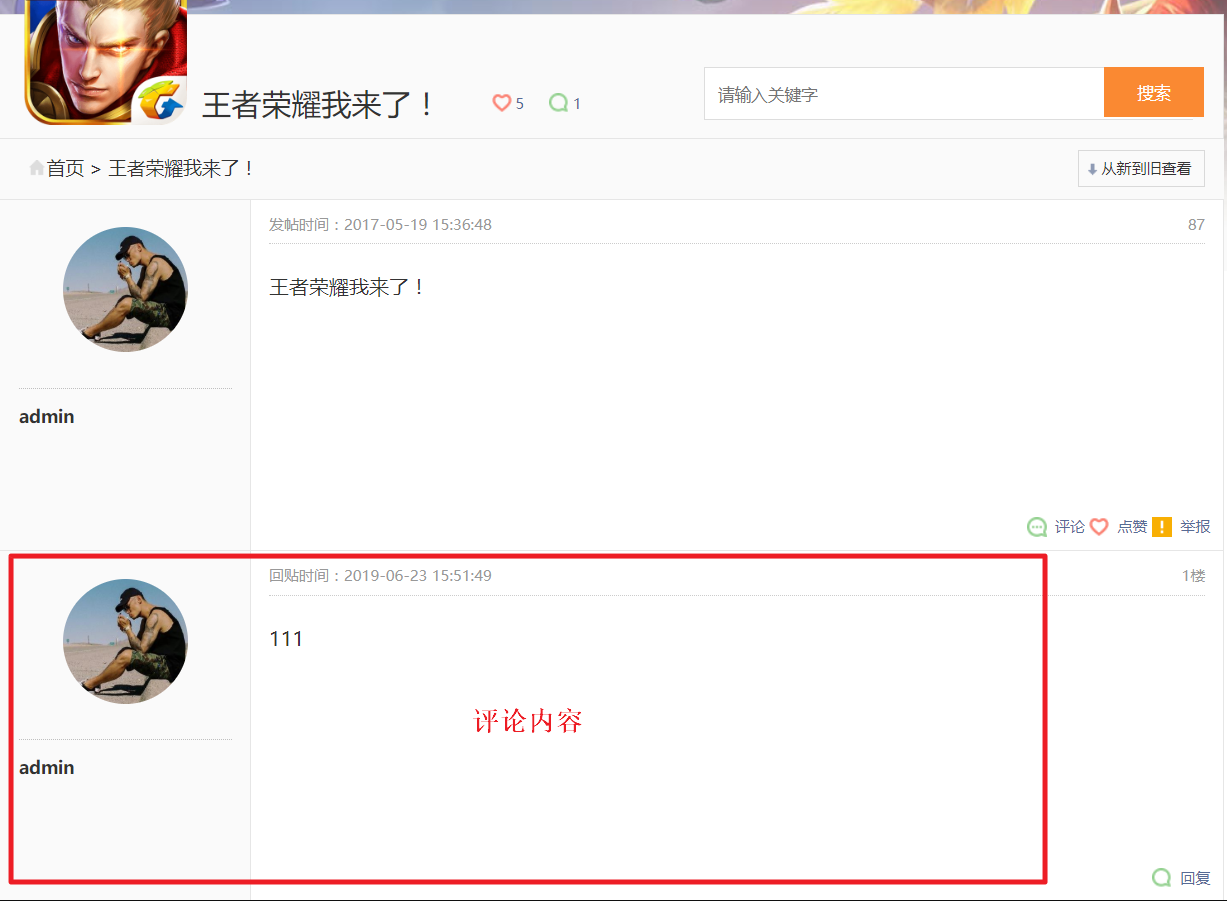 王者荣耀我来了！
5
1
请输入关键字
搜索
首页 > 王者荣耀我来了！
从新到旧查看
发帖时间：2017-05-19 15:36:48
87
王者荣耀我来了！
admin
评论 点赞 举报
回贴时间：2019-06-23 15:51:49
1楼
111
评论内容
admin
回复